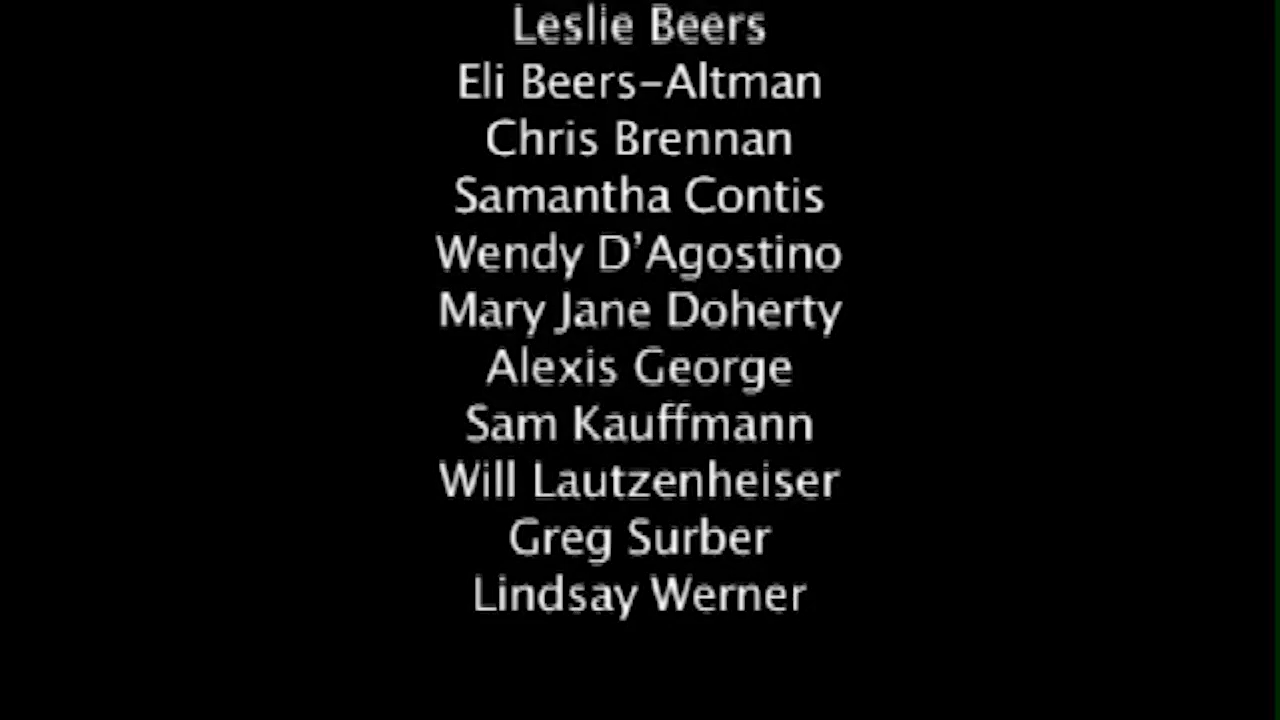 Leslie Beers
Eli Beers-Altman
Chris Brennan
Samantha Contis
Wendy D’Agostino
Mary Jane Doherty
Alexis George
Sam Kauffmann
Will Lautzenheiser
Greg Surber
Lindsay Werner